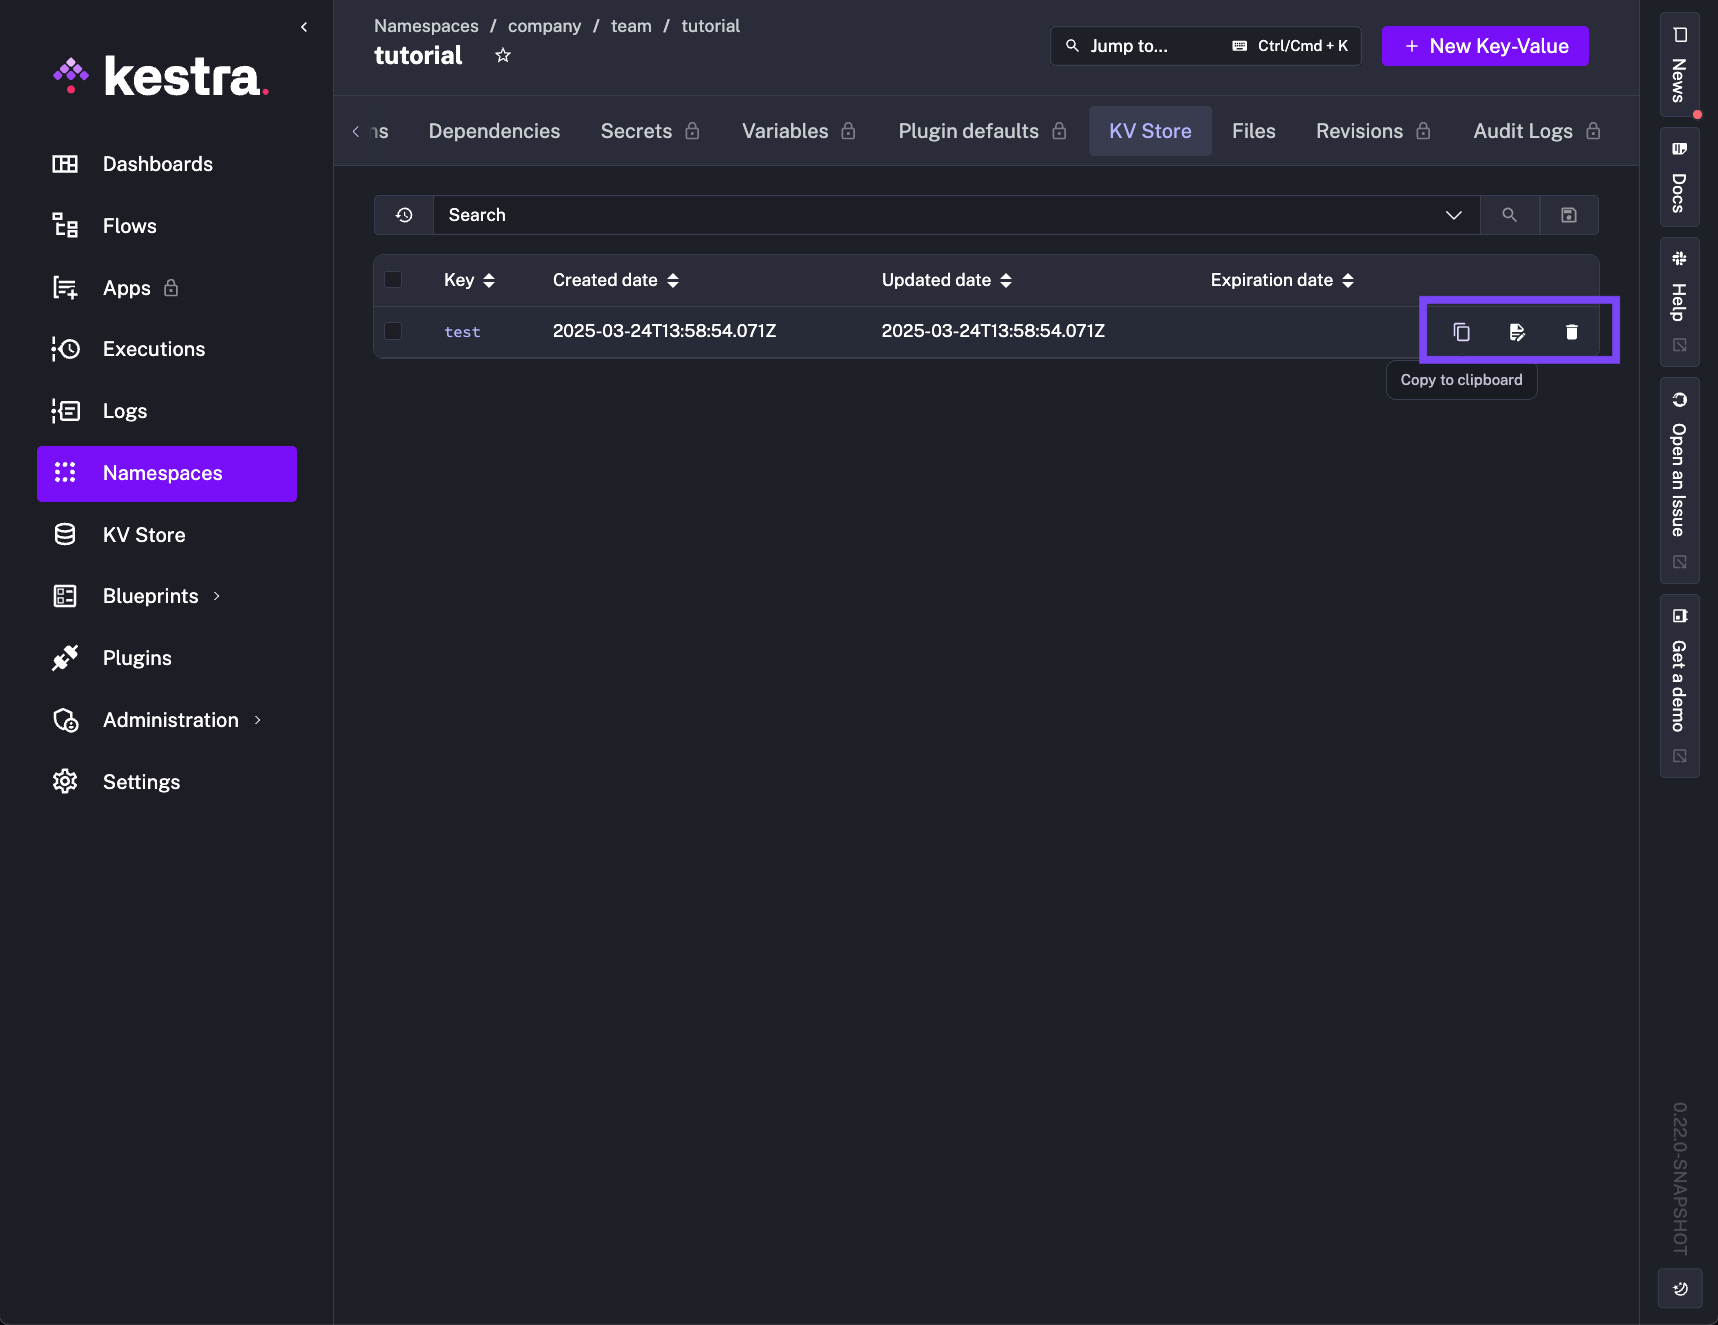 kestra.
Dashboards
Flows
Apps
Executions
Logs
Namespaces
KV Store
Blueprints
Plugins
Administration
Settings
Namespaces / company / team / tutorial
tutorial
Jump to... Ctrl/Cmd + K
+ New Key-Value
ns Dependencies Secrets Variables Plugin defaults KV Store Files Revisions Audit Logs
Search
Key Created date Updated date Expiration date
test 2025-03-24T13:58:54.071Z 2025-03-24T13:58:54.071Z
Copy to clipboard
News
Docs
Help
Open an Issue
Get a demo
0.22.0-SNAPSHOT